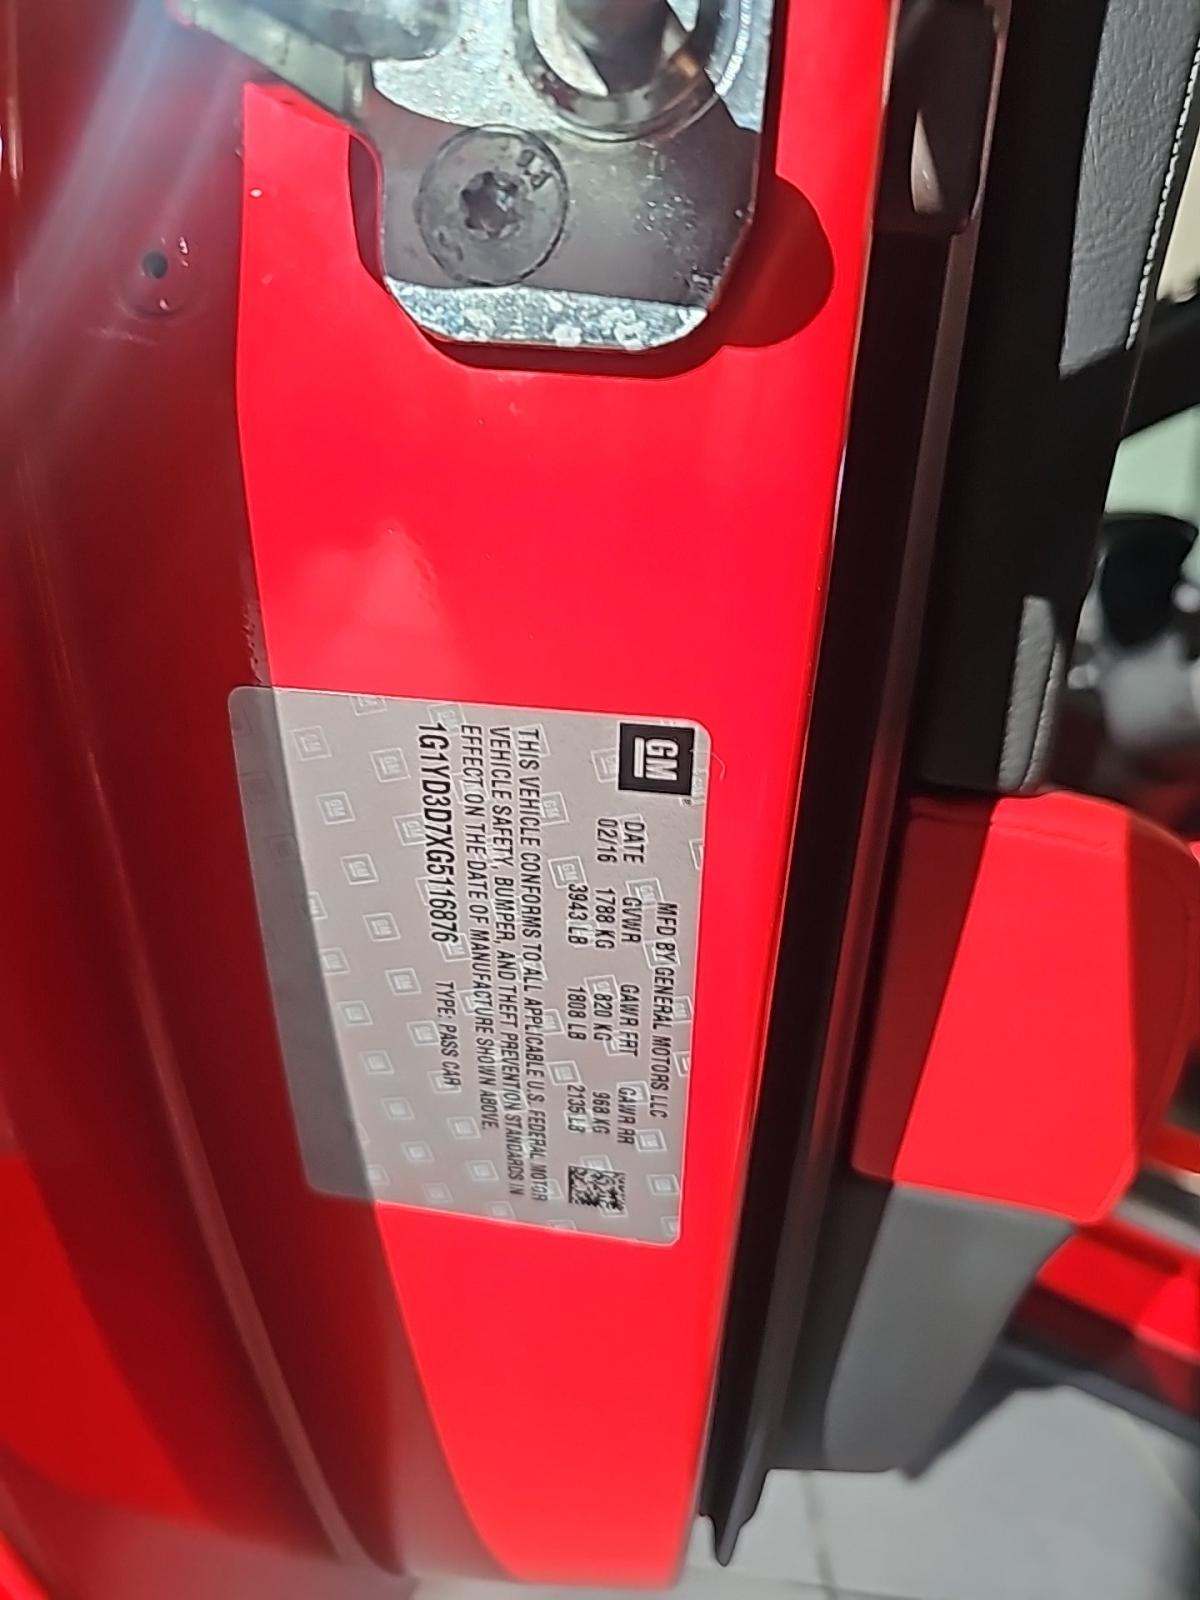 GM
MFD BY GENERAL MOTORS LLC
DATE GVWR GAWR FRT GAWR RR
02/16 1788 KG 820 KG 968 KG
3943 LB 1808 LB 2135 LB
THIS VEHICLE CONFORMS TO ALL APPLICABLE U.S. FEDERAL MOTOR
VEHICLE SAFETY, BUMPER, AND THEFT PREVENTION STANDARDS IN
EFFECT ON THE DATE OF MANUFACTURE SHOWN ABOVE.
1G1YD3D7XG5116876 TYPE: PASS CAR